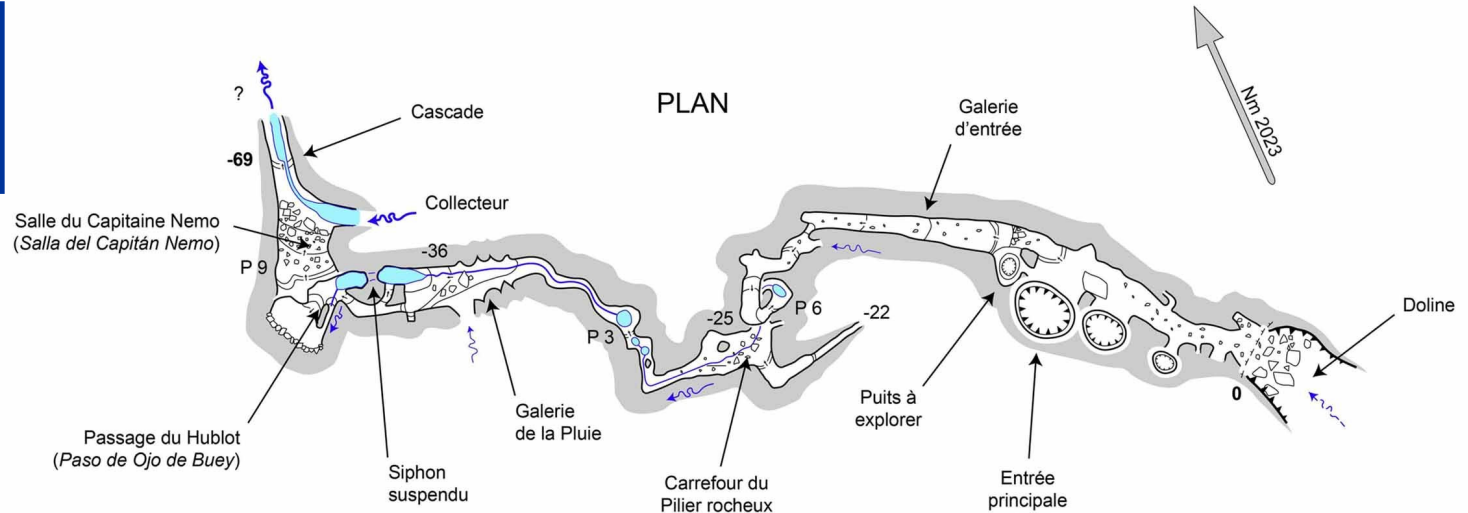 PLAN
Nm 2023
Galerie
d'entrée
?
Cascade
-69
Collecteur
Salle du Capitaine Nemo
(Salla del Capitán Nemo)
-36
P 9
P 6
-22
Doline
-25
P 3
0
Puits à
explorer
Galerie
de la Pluie
Passage du Hublot
(Paso de Ojo de Buey)
Siphon
suspendu
Carrefour du
Pilier rocheux
Entrée
principale